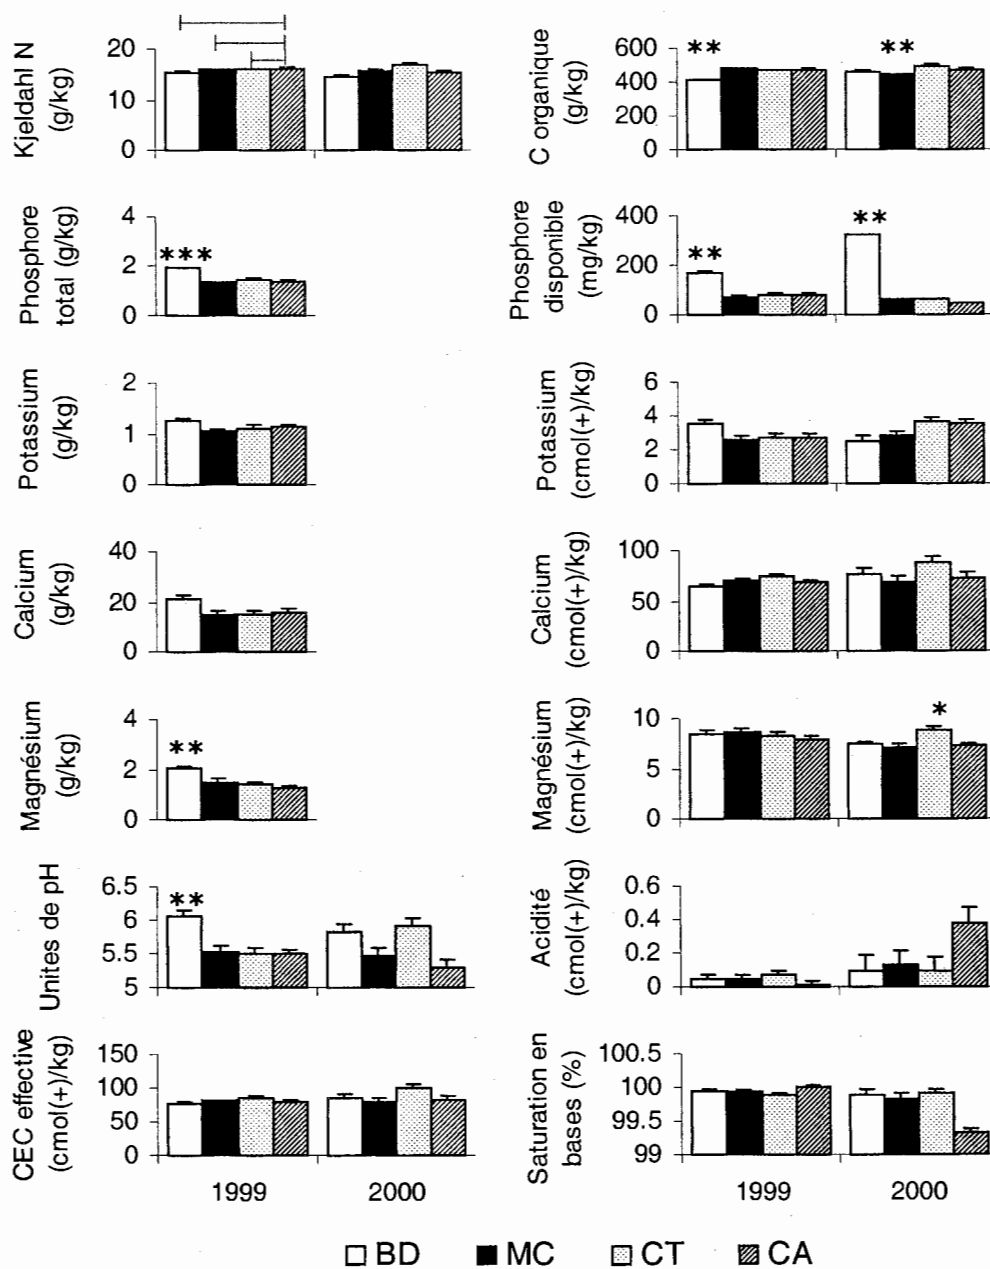 Kjeldahl N
(g/kg)
20
10
0
C organique
(g/kg)
600
400
200
0
**
**
Phosphore
total (g/kg)
4
2
0
***
Phosphore
disponible
(mg/kg)
400
200
0
**
**
Potassium
(g/kg)
2
1
0
Potassium
(cmol(+)/kg)
6
4
2
0
Calcium
(g/kg)
40
20
0
Calcium
(cmol(+)/kg)
100
50
0
Magnésium
(g/kg)
4
2
0
**
Magnésium
(cmol(+)/kg)
10
5
0
*
Unites de pH
6.5
6
5.5
5
**
Acidité
(cmol(+)/kg)
0.6
0.4
0.2
0
CEC effective
(cmol(+)/kg)
150
100
50
0
1999
2000
Saturation en
bases (%)
100.5
100
99.5
99
1999
2000
BD MC CT CA